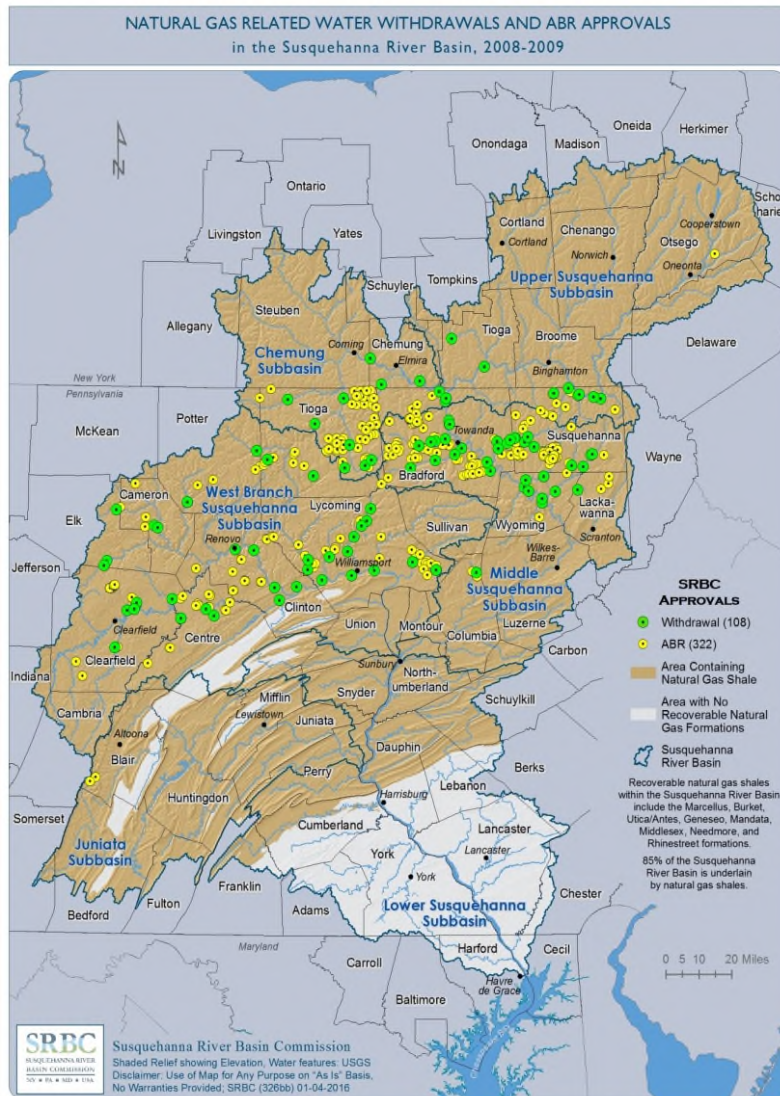 NATURAL GAS RELATED WATER WITHDRAWALS AND ABR APPROVALS
in the Susquehanna River Basin, 2008-2009
Oneida
Herkimer
Madison
Onondaga
Ontario
Scho
harie
Cortland
Chenango
Cooperstown
Otsego
Livingston
Yates
Cortland
Norwich
Oneonta
Upper Susquehanna
Subbasin
Schuyler
Tompkins
Steuben
Allegany
Tioga
Broome
Delaware
Corning
Chemung
Elmira
Binghamton
Chemung
Subbasin
New York
Pennsylvania
Tioga
Potter
McKean
Towanda
Susquehanna
Wayne
Bradford
Cameron
West Branch
Susquehanna
Subbasin
Lycoming
Lacka-
wanna
Elk
Sullivan
Wyoming
Scranton
Renovo
Wilkes-
Barre
Jefferson
Williamsport
Middle
Susquehanna
Subbasin
Clinton
Luzerne
Union
Montour
Columbia
Clearfield
Centre
Carbon
Clearfield
Sunbury
North-
umberland
Indiana
Snyder
Schuylkill
Mifflin
Cambria
Lewistown
Juniata
Altoona
Dauphin
Blair
Perry
Berks
Lebanon
Huntingdon
Harrisburg
Somerset
Cumberland
Lancaster
Juniata
Subbasin
York
Lancaster
York
Franklin
Chester
Fulton
Adams
Lower Susquehanna
Subbasin
Bedford
Maryland
Harford
Cecil
Carroll
Havre
de Grace
Baltimore
SRBC
APPROVALS
Withdrawal (108)
ABR (322)
Area Containing
Natural Gas Shale
Area with No
Recoverable Natural
Gas Formations
Susquehanna
River Basin
Recoverable natural gas shales
within the Susquehanna River Basin
include the Marcellus, Burket,
Utica/Antes, Geneseo, Mandata,
Middlesex, Needmore, and
Rhinestreet formations.
85% of the Susquehanna
River Basin is underlain
by natural gas shales.
0 5 10 20 Miles
N
SRBC
SUSQUEHANNA RIVER
BASIN COMMISSION
NY • PA • MD • USA
Susquehanna River Basin Commission
Shaded Relief showing Elevation, Water features: USGS
Disclaimer: Use of Map for Any Purpose on "As Is" Basis,
No Warranties Provided; SRBC (326bb) 01-04-2016